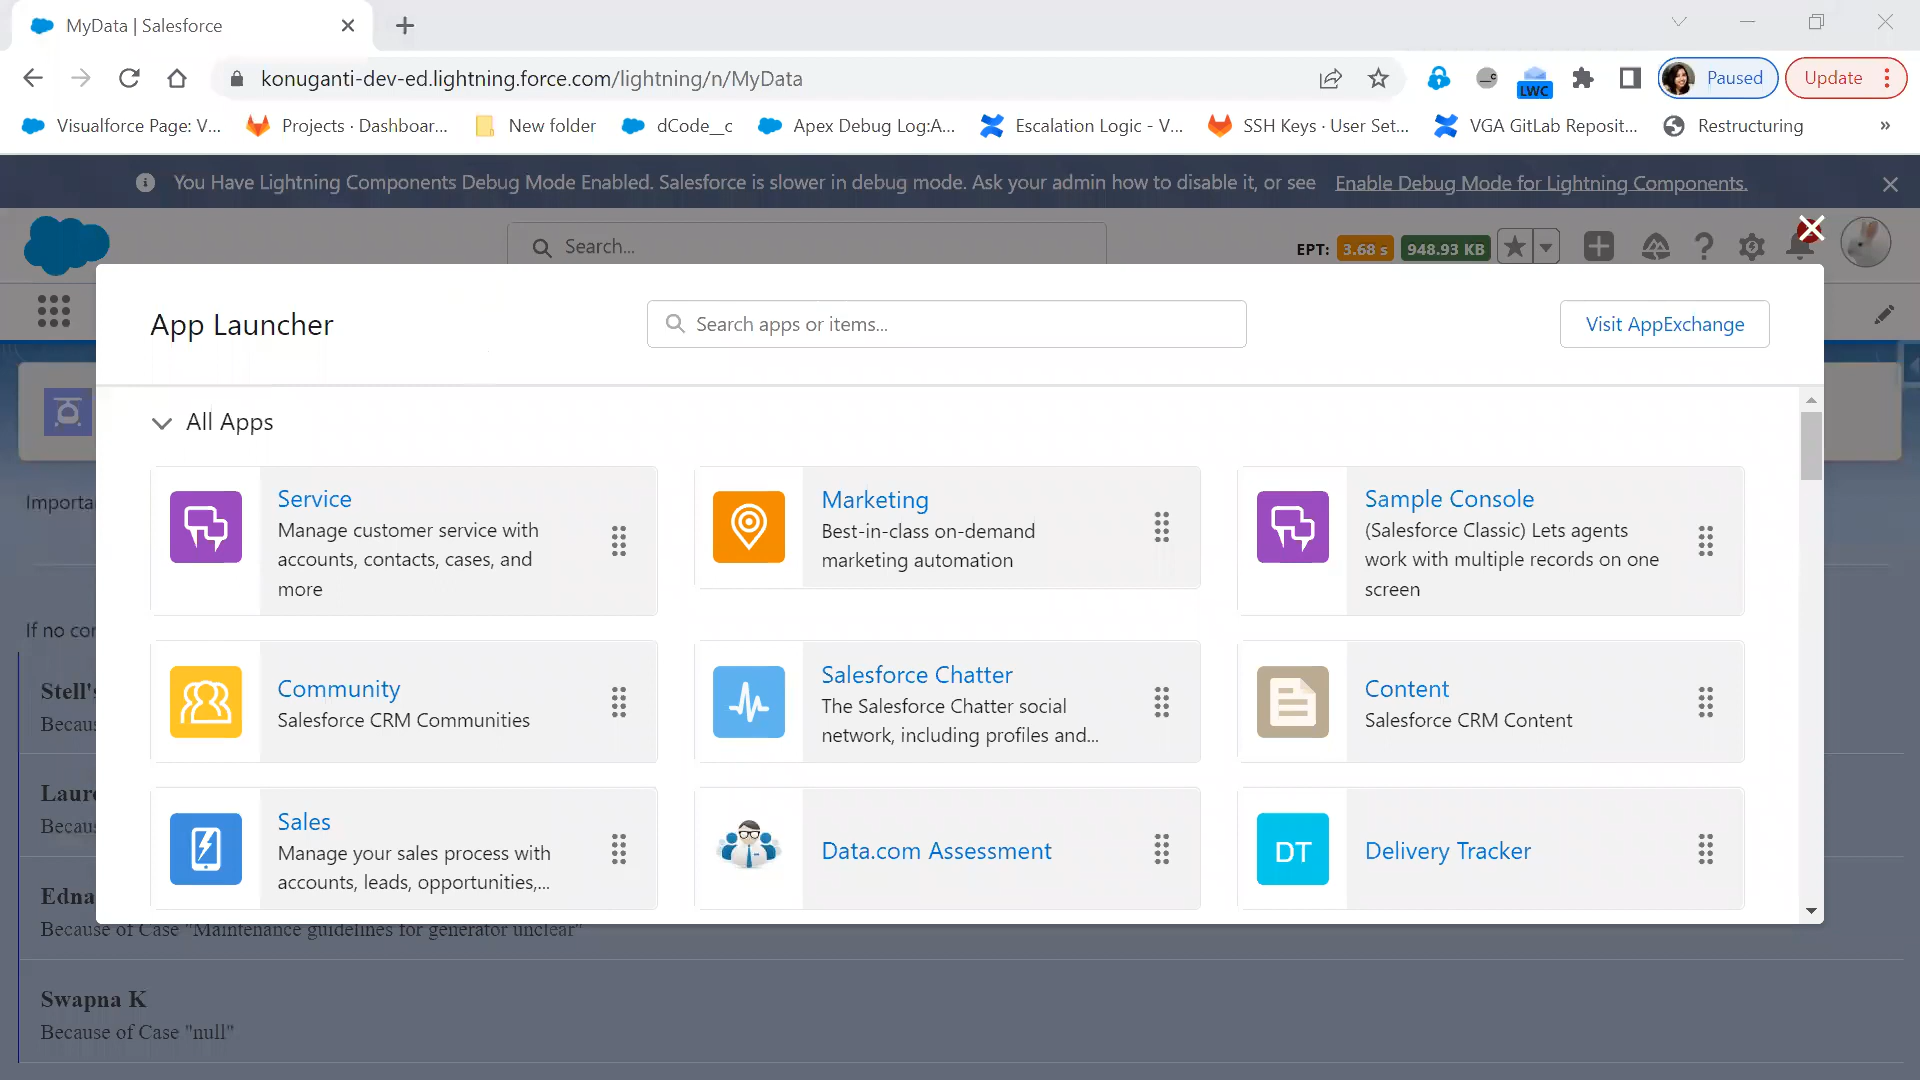 MyData | Salesforce
konuganti-dev-ed.lightning.force.com/lightning/n/MyData
LWC
Paused
Update
Visualforce Page: V...
Projects · Dashboar...
New folder
dCode__c
Apex Debug Log:A...
Escalation Logic - V...
SSH Keys · User Set...
VGA GitLab Reposit...
Restructuring
»
You Have Lightning Components Debug Mode Enabled. Salesforce is slower in debug mode. Ask your admin how to disable it, or see Enable Debug Mode for Lightning Components.
Search...
EPT: 3.68 s 948.93 KB
App Launcher
Search apps or items...
Visit AppExchange
All Apps
Service
Manage customer service with
accounts, contacts, cases, and
more
Marketing
Best-in-class on-demand
marketing automation
Sample Console
(Salesforce Classic) Lets agents
work with multiple records on one
screen
Community
Salesforce CRM Communities
Salesforce Chatter
The Salesforce Chatter social
network, including profiles and...
Content
Salesforce CRM Content
Sales
Manage your sales process with
accounts, leads, opportunities,...
Data.com Assessment
DT
Delivery Tracker
Importa
If no cor
Stell's
Becau
Laure
Becau
Edna
Because of Case "Maintenance guidelines for generator unclear"
Swapna K
Because of Case "null"